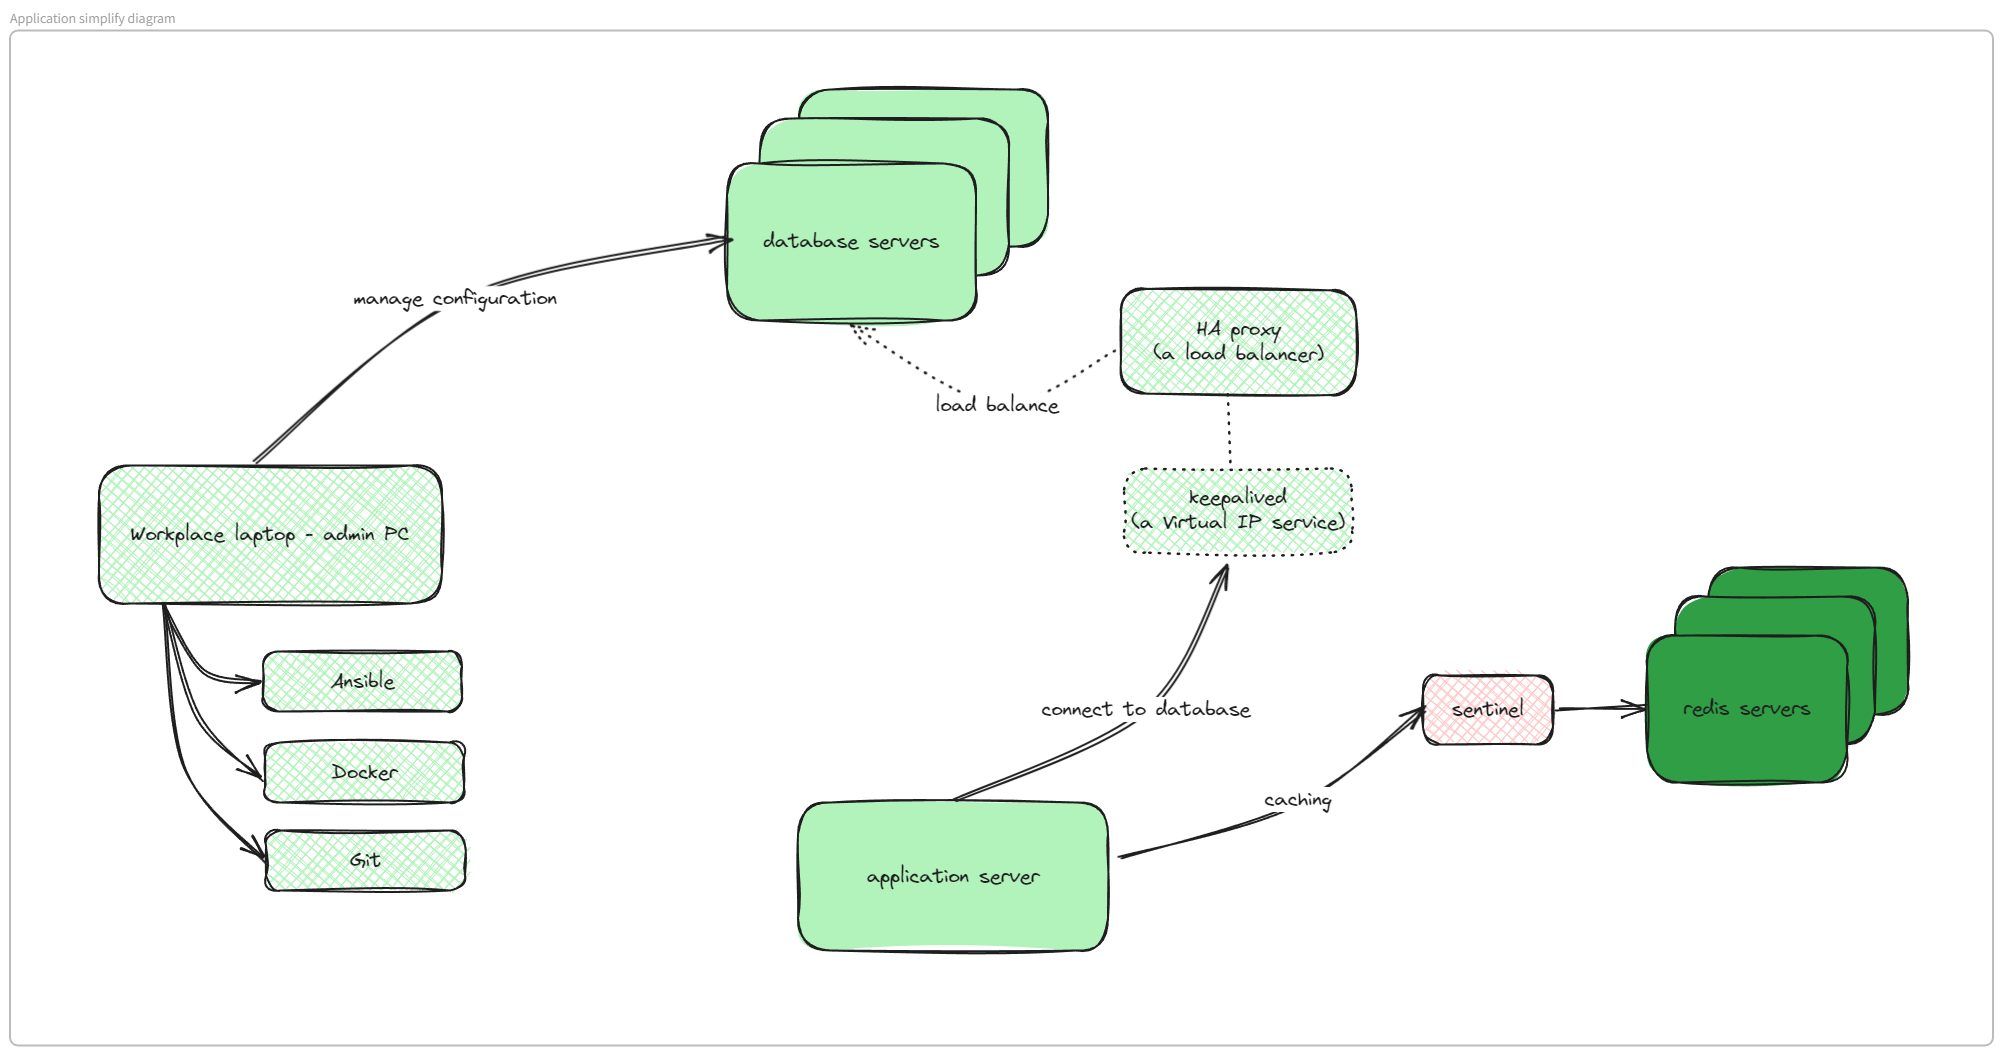 Application simplify diagram
database servers
manage configuration
HA proxy
(a load balancer)
load balance
keepalived
(a Virtual IP service)
Workplace laptop - admin PC
Ansible
Docker
Git
connect to database
sentinel
redis servers
caching
application server